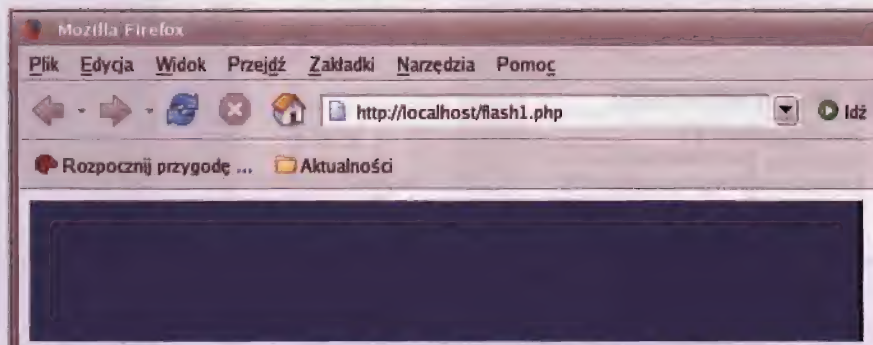 Mozilla Firefox
Plik Edycja Widok Przejdź Zakładki Narzędzia Pomoc
http://localhost/flash1.php Idź
Rozpocznij przygodę ... Aktualności